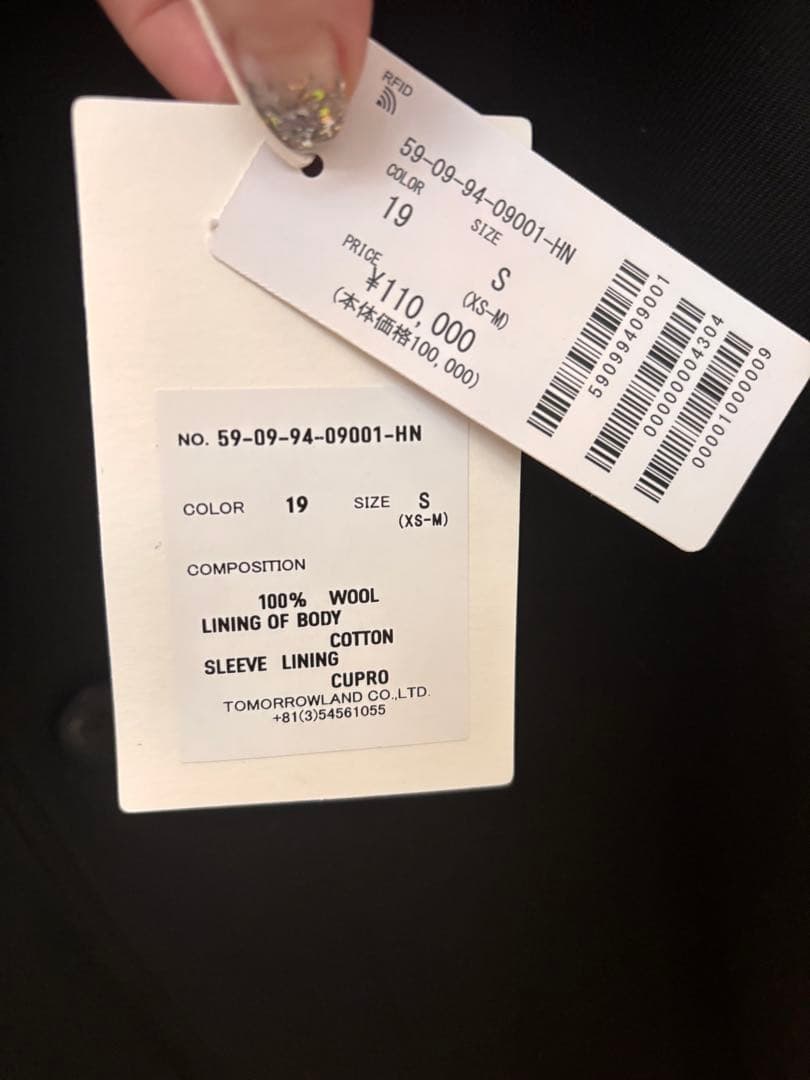 RFID
59-09-94-09001-HN
COLOR SIZE
19 S
(XS-M)
PRICE
¥110,000
(本体価格100,000)
59099409001
00000004304
00001000009
NO. 59-09-94-09001-HN
COLOR 19 SIZE S
(XS-M)
COMPOSITION
100% WOOL
LINING OF BODY
COTTON
SLEEVE LINING
CUPRO
TOMORROWLAND CO.,LTD.
+81(3)54561055